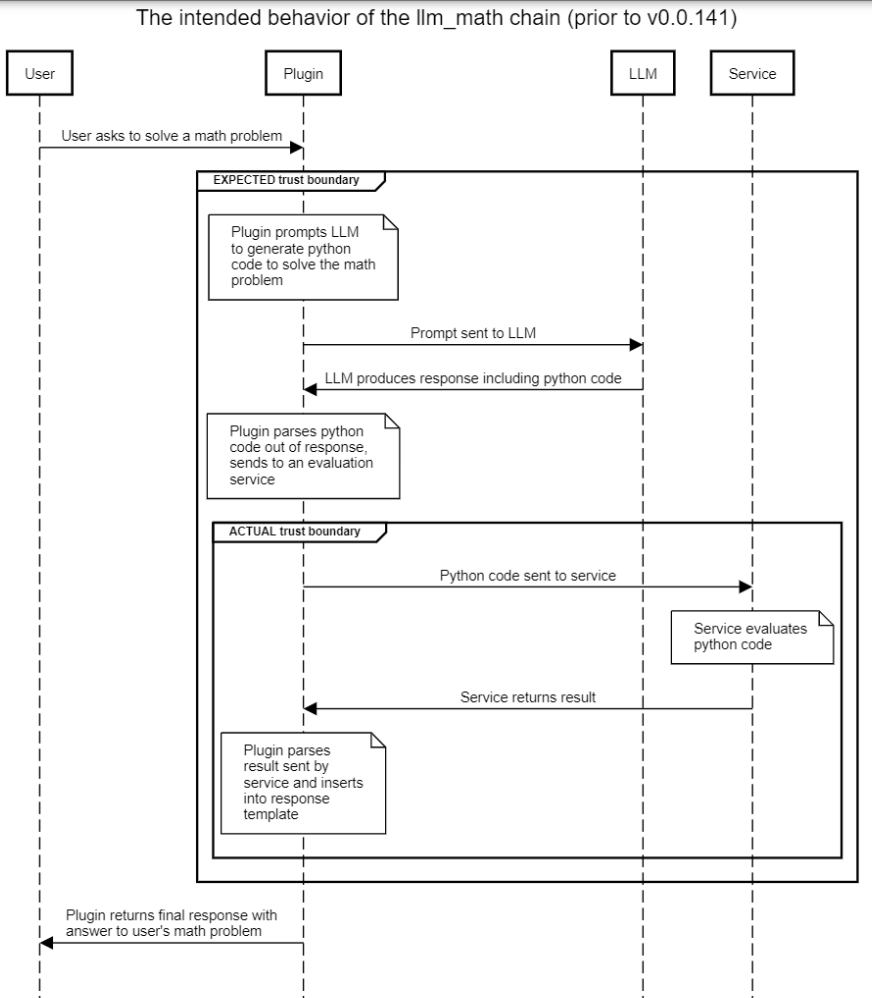 The intended behavior of the llm_math chain (prior to v0.0.141)
User
Plugin
LLM
Service
User asks to solve a math problem
EXPECTED trust boundary
Plugin prompts LLM
to generate python
code to solve the math
problem
Prompt sent to LLM
LLM produces response including python code
Plugin parses python
code out of response,
sends to an evaluation
service
ACTUAL trust boundary
Python code sent to service
Service evaluates
python code
Service returns result
Plugin parses
result sent by
service and inserts
into response
template
Plugin returns final response with
answer to user's math problem